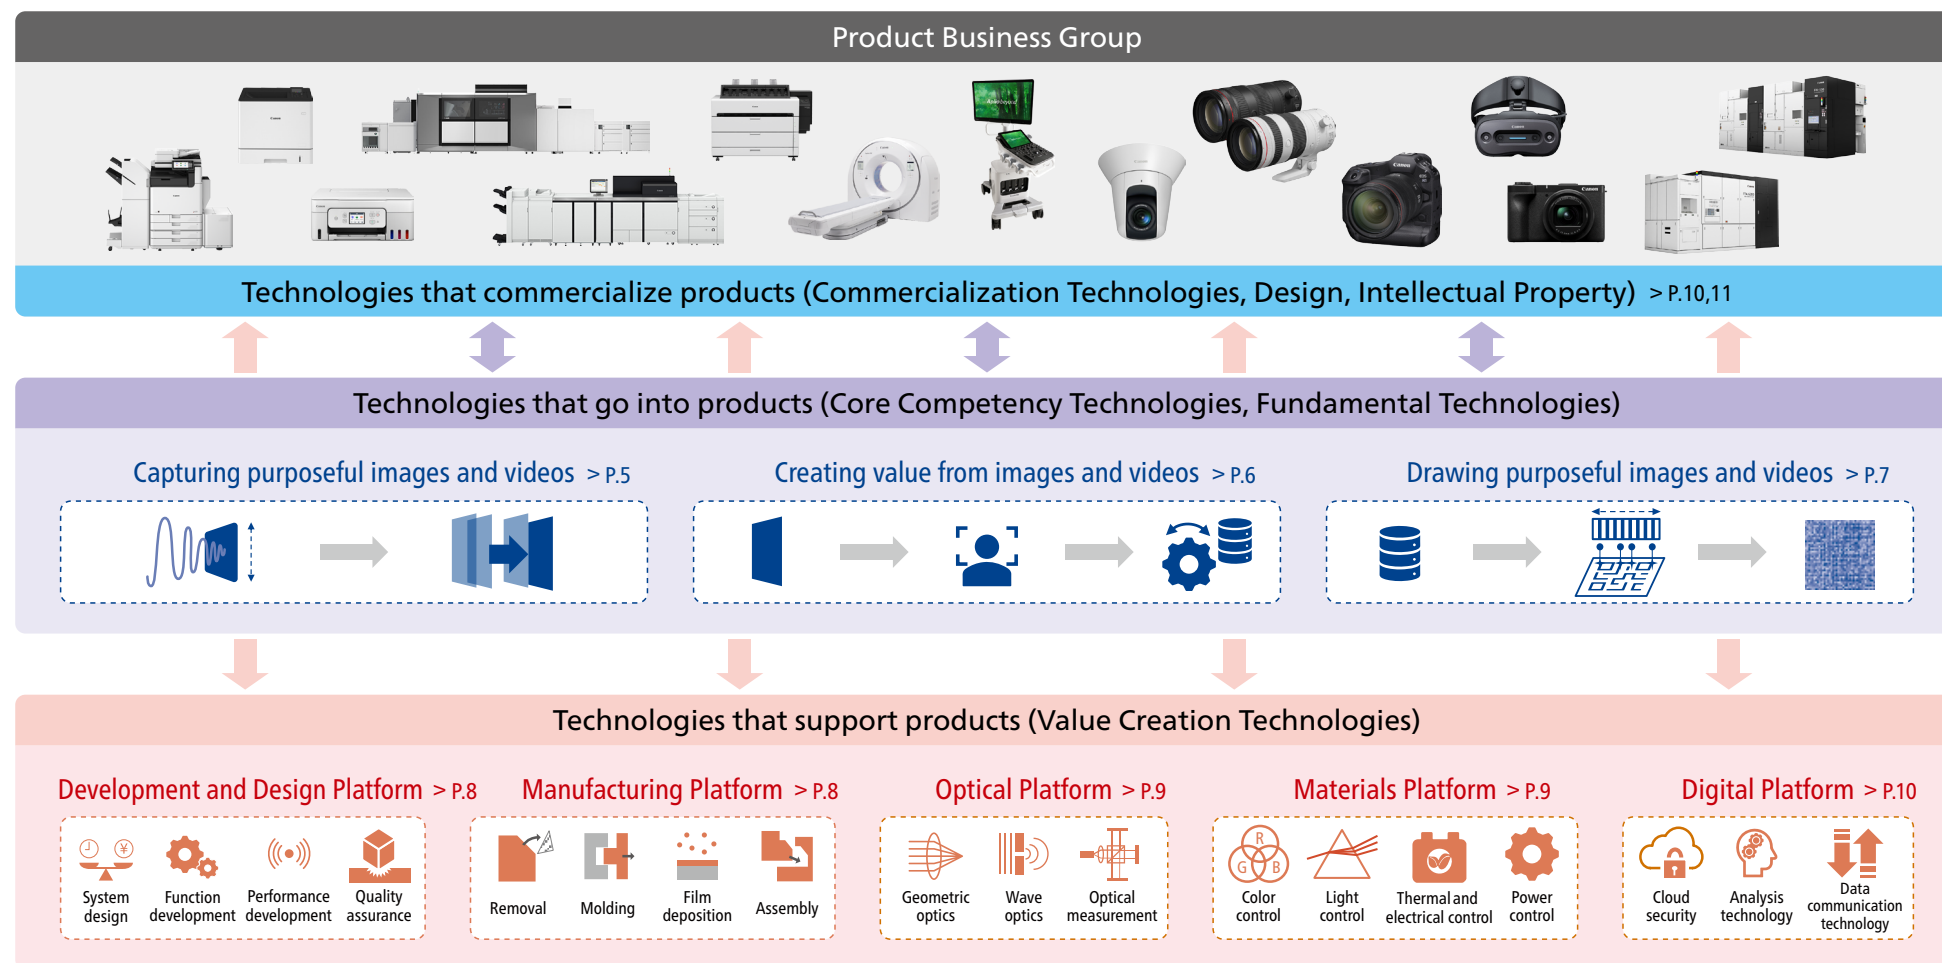 Product Business Group
Technologies that commercialize products (Commercialization Technologies, Design, Intellectual Property) > P.10,11
Technologies that go into products (Core Competency Technologies, Fundamental Technologies)
Capturing purposeful images and videos > P.5
Creating value from images and videos > P.6
Drawing purposeful images and videos > P.7
Technologies that support products (Value Creation Technologies)
Development and Design Platform > P.8
System
design
Function
development
Performance
development
Quality
assurance
Manufacturing Platform > P.8
Removal
Molding
Film
deposition
Assembly
Optical Platform > P.9
Geometric
optics
Wave
optics
Optical
measurement
Materials Platform > P.9
R
G B
Color
control
Light
control
Thermal and
electrical control
Power
control
Digital Platform > P.10
Cloud
security
Analysis
technology
Data
communication
technology
¥
Canon
Canon